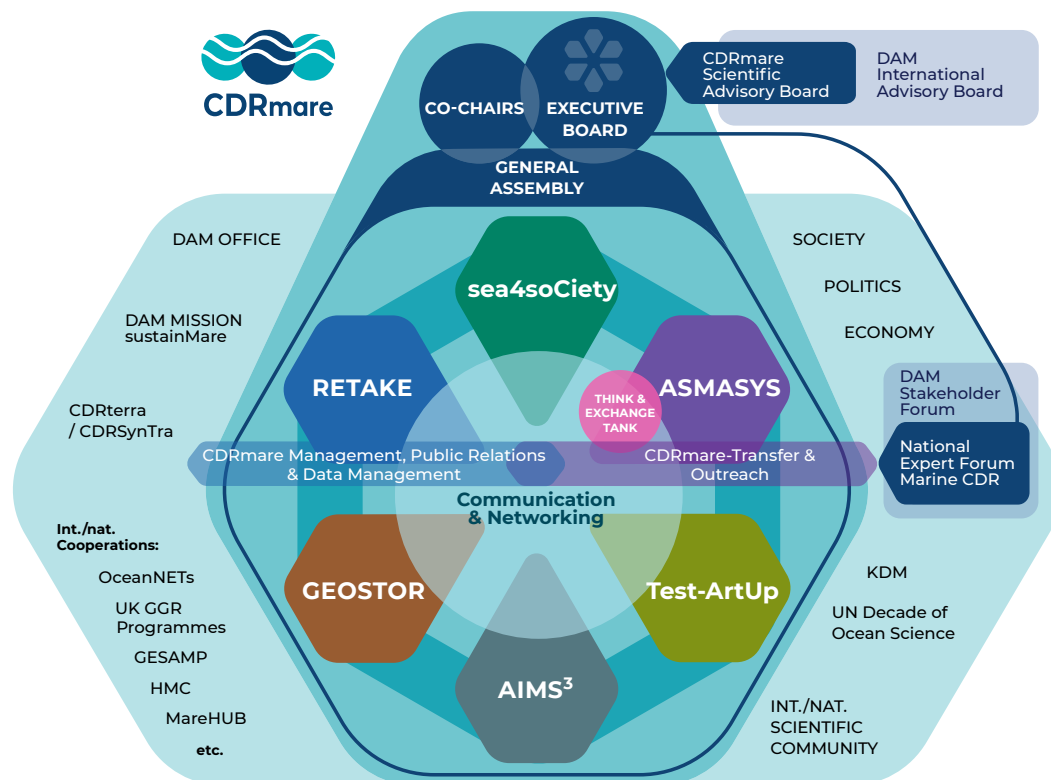 CDRmare
CO-CHAIRS
EXECUTIVE
BOARD
CDRmare
Scientific
Advisory Board
DAM
International
Advisory Board
GENERAL
ASSEMBLY
DAM OFFICE
DAM MISSION
sustainMare
CDRterra
/ CDRSynTra
SOCIETY
POLITICS
ECONOMY
sea4soCiety
RETAKE
ASMASYS
THINK &
EXCHANGE
TANK
DAM
Stakeholder
Forum
National
Expert Forum
Marine CDR
CDRmare Management, Public Relations
& Data Management
CDRmare-Transfer &
Outreach
Communication
& Networking
Int./nat.
Cooperations:
OceanNETs
UK GGR
Programmes
GESAMP
HMC
MareHUB
etc.
GEOSTOR
Test-ArtUp
AIMS³
KDM
UN Decade of
Ocean Science
INT./NAT.
SCIENTIFIC
COMMUNITY